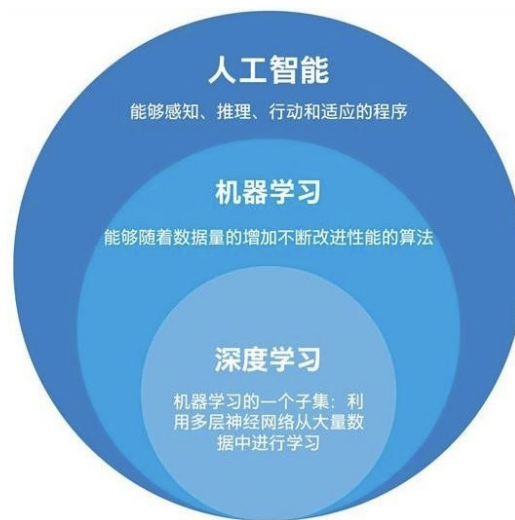 人工智能
能够感知、推理、行动和适应的程序
机器学习
能够随着数据量的增加不断改进性能的算法
深度学习
机器学习的一个子集：利
用多层神经网络从大量数
据中进行学习